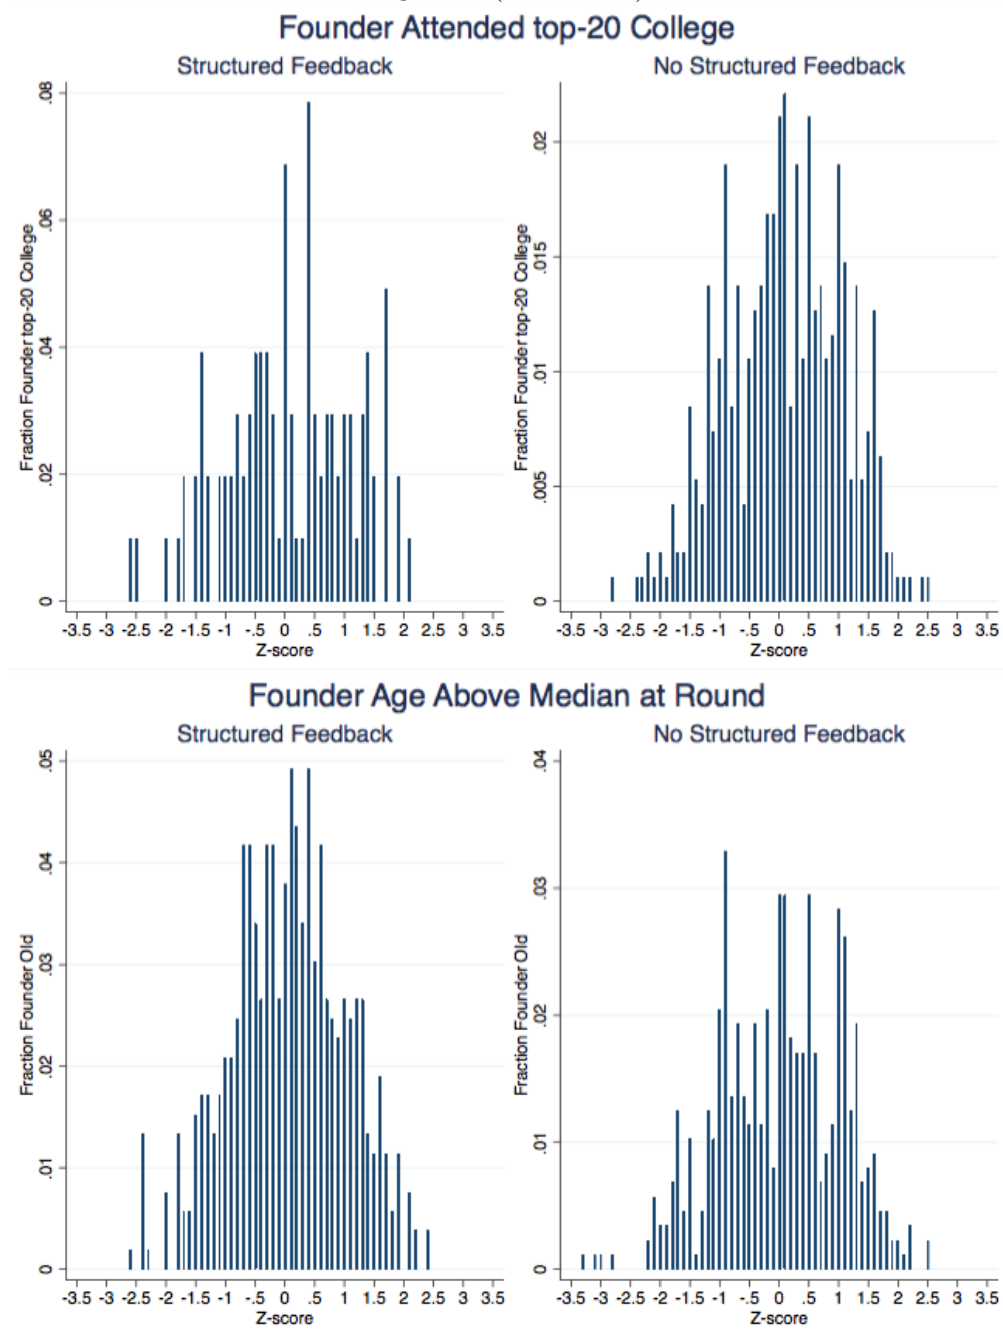 Founder Attended top-20 College
Structured Feedback
Fraction Founder top-20 College
.08
.06
.04
.02
0
-3.5 -3 -2.5 -2 -1.5 -1 -.5 0 .5 1 1.5 2 2.5 3 3.5
Z-score
No Structured Feedback
Fraction Founder top-20 College
.02
.015
.01
.005
0
-3.5 -3 -2.5 -2 -1.5 -1 -.5 0 .5 1 1.5 2 2.5 3 3.5
Z-score
Founder Age Above Median at Round
Structured Feedback
Fraction Founder Old
.05
.04
.03
.02
.01
0
-3.5 -3 -2.5 -2 -1.5 -1 -.5 0 .5 1 1.5 2 2.5 3 3.5
Z-score
No Structured Feedback
Fraction Founder Old
.04
.03
.02
.01
0
-3.5 -3 -2.5 -2 -1.5 -1 -.5 0 .5 1 1.5 2 2.5 3 3.5
Z-score